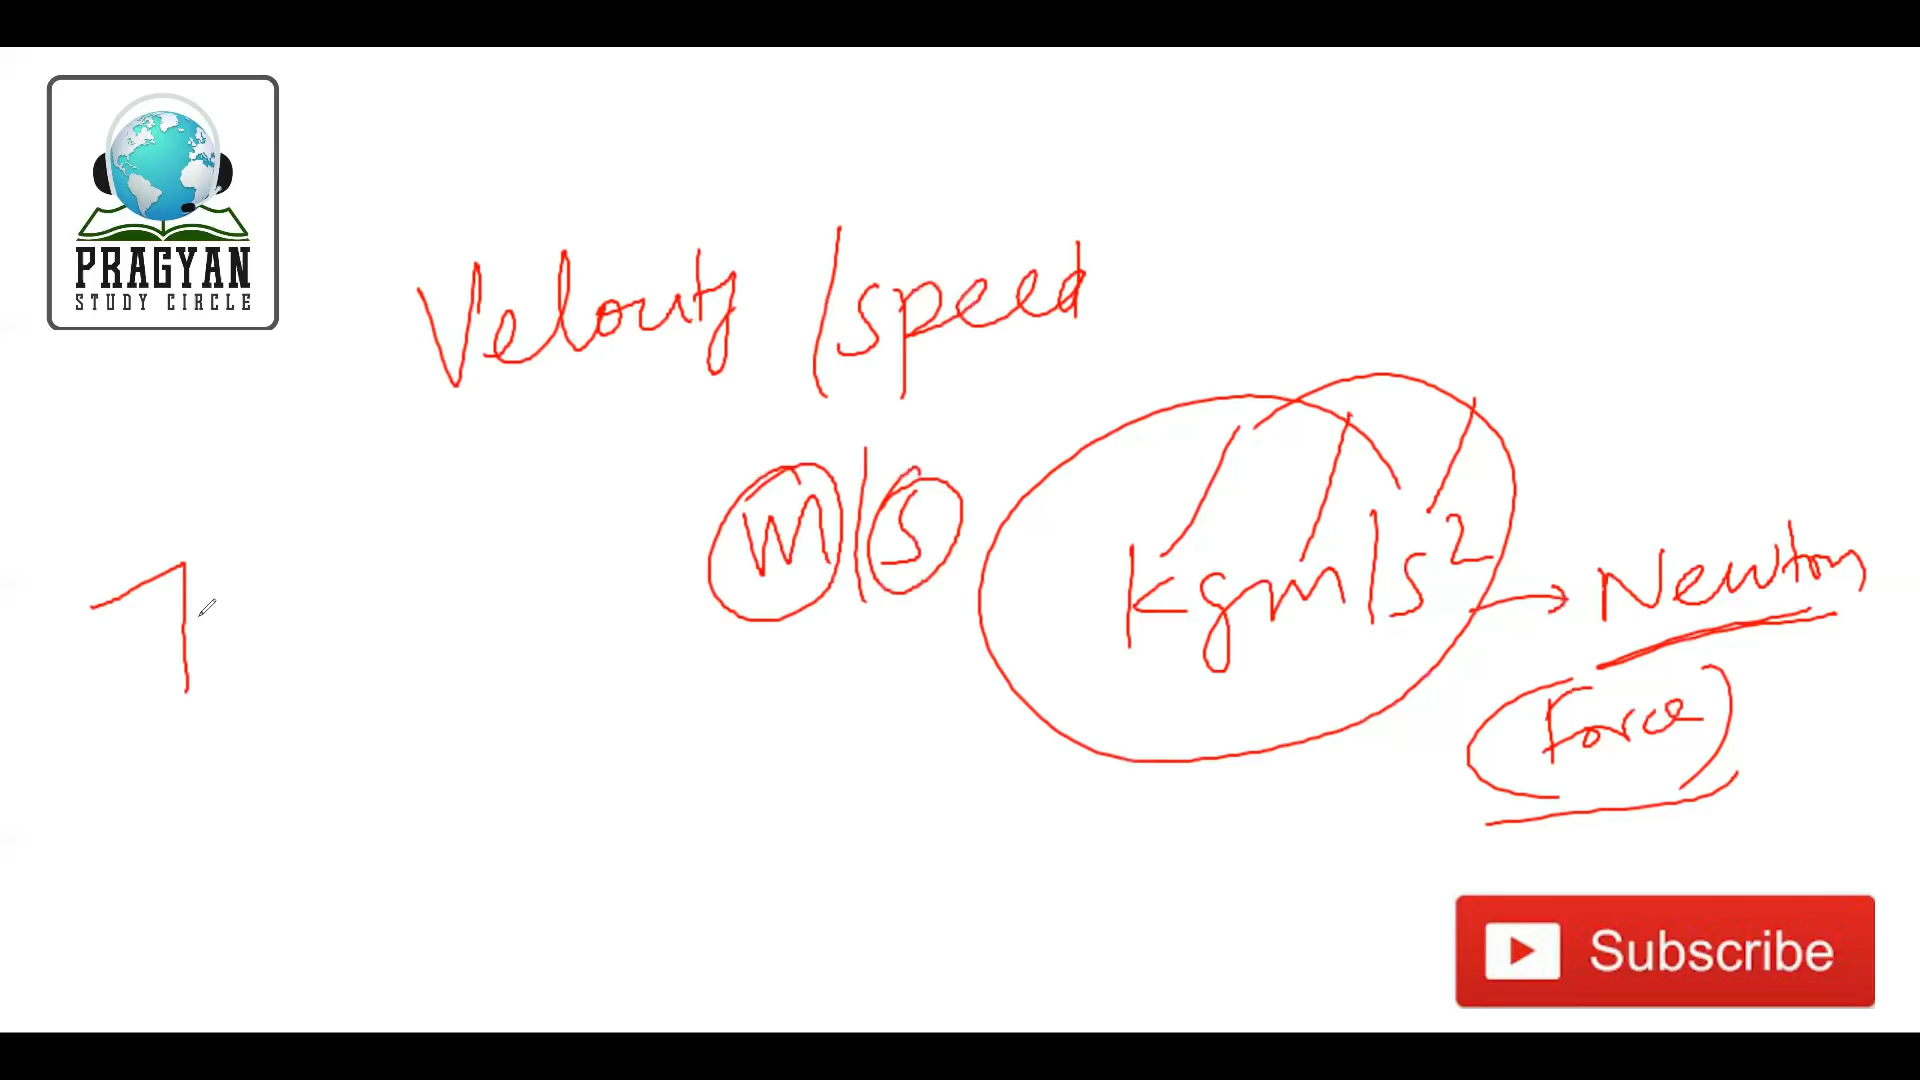 PRAGYAN
STUDY CIRCLE
Velocity / speed
m/s
kgm/s²
→ Newton
Force
Subscribe